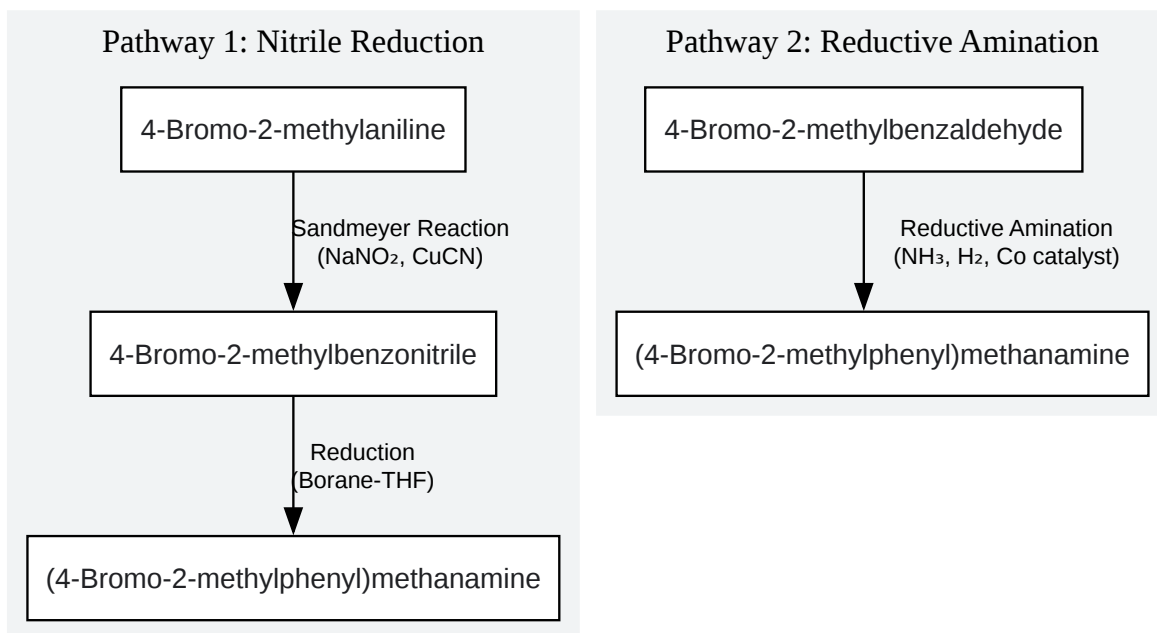 Pathway 1: Nitrile Reduction
4-Bromo-2-methylaniline
Sandmeyer Reaction
(NaNO₂, CuCN)
4-Bromo-2-methylbenzonitrile
Reduction
(Borane-THF)
(4-Bromo-2-methylphenyl)methanamine
Pathway 2: Reductive Amination
4-Bromo-2-methylbenzaldehyde
Reductive Amination
(NH₃, H₂, Co catalyst)
(4-Bromo-2-methylphenyl)methanamine